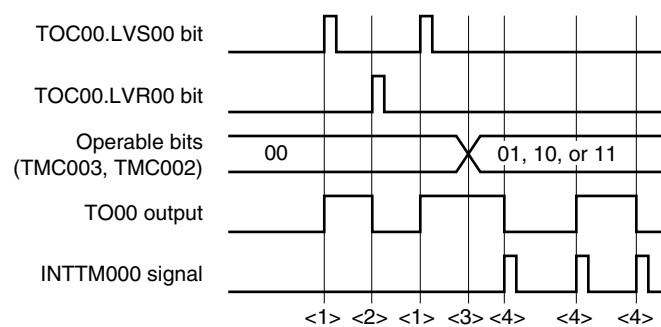 TOC00.LVS00 bit
TOC00.LVR00 bit
Operable bits
(TMC003, TMC002)
00
01, 10, or 11
TO00 output
INTTM000 signal
<1> <2> <1> <3> <4> <4> <4>